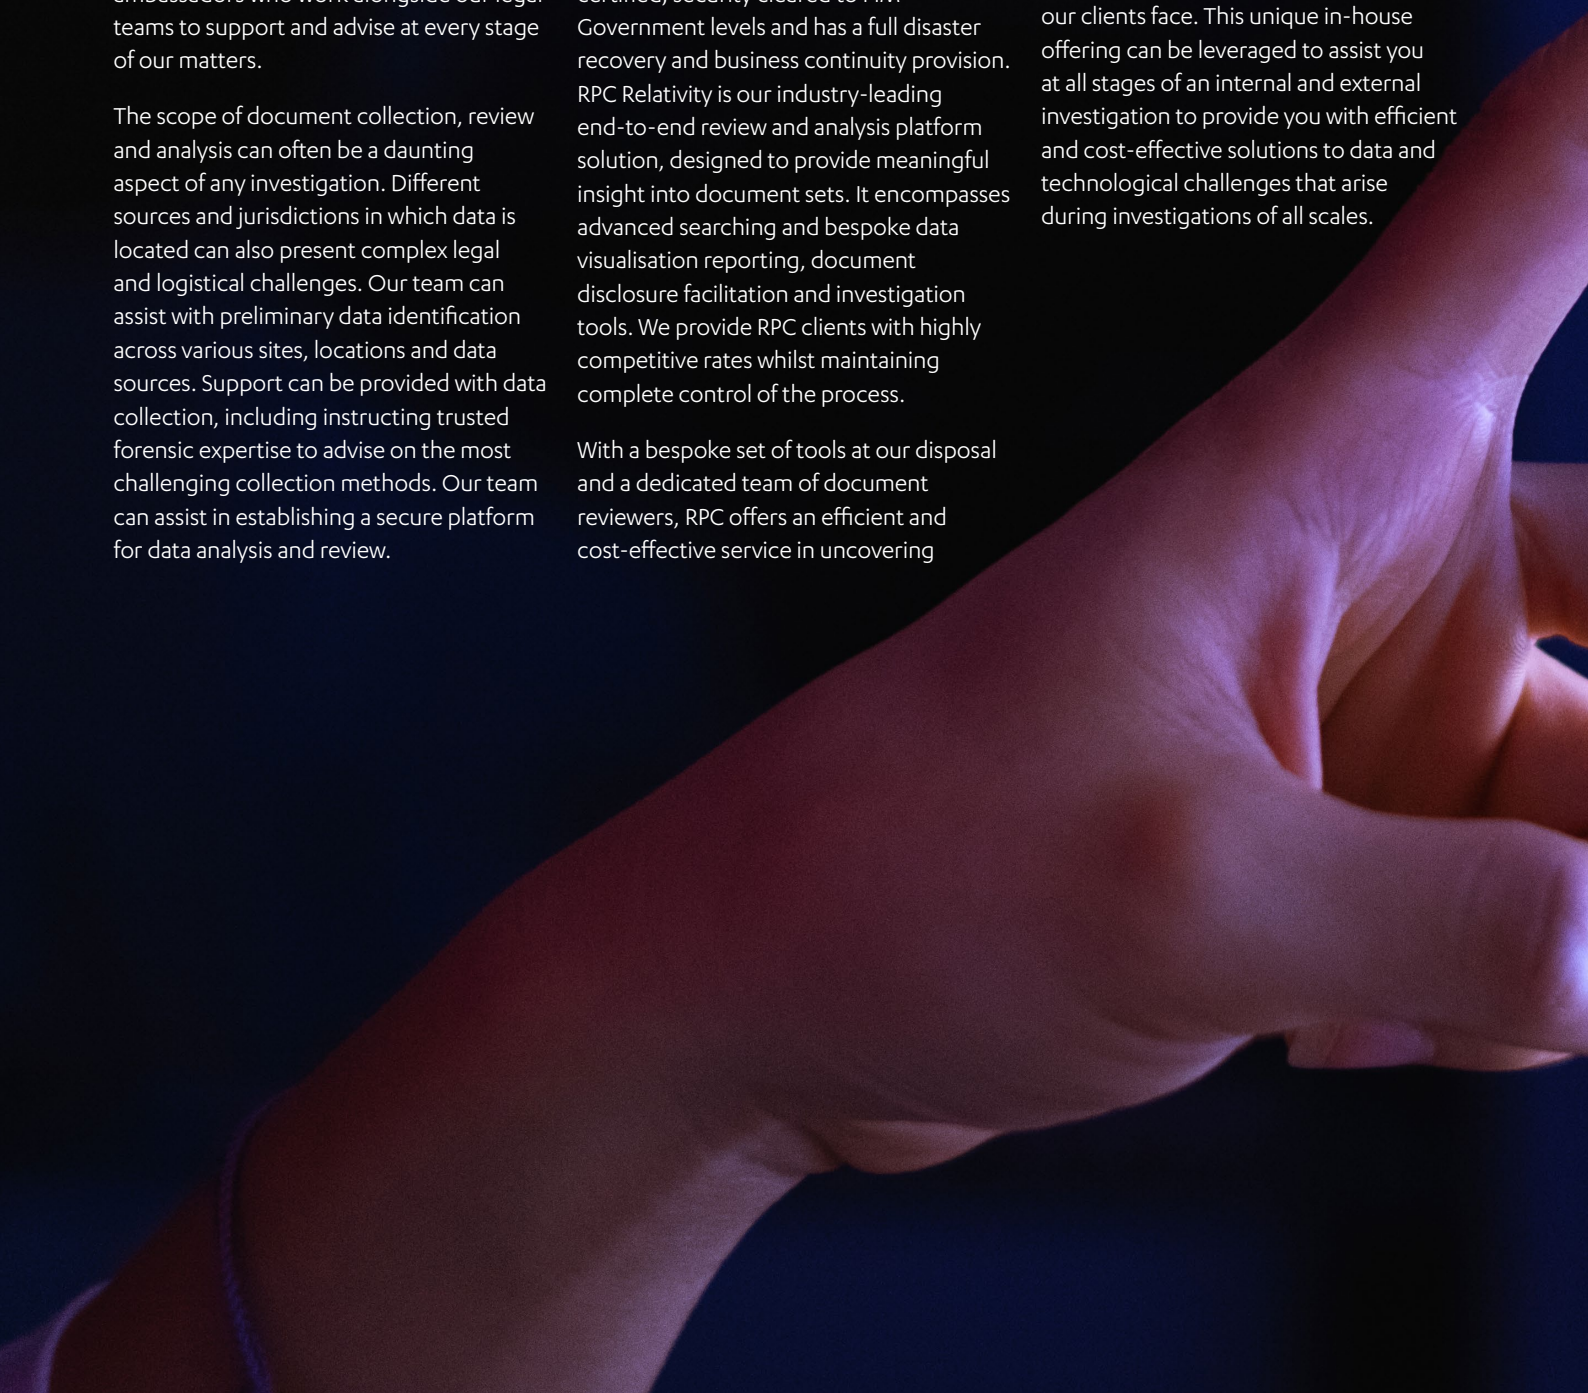 teams to support and advise at every stage
of our matters.
The scope of document collection, review
and analysis can often be a daunting
aspect of any investigation. Different
sources and jurisdictions in which data is
located can also present complex legal
and logistical challenges. Our team can
assist with preliminary data identification
across various sites, locations and data
sources. Support can be provided with data
collection, including instructing trusted
forensic expertise to advise on the most
challenging collection methods. Our team
can assist in establishing a secure platform
for data analysis and review.
Government levels and has a full disaster
recovery and business continuity provision.
RPC Relativity is our industry-leading
end-to-end review and analysis platform
solution, designed to provide meaningful
insight into document sets. It encompasses
advanced searching and bespoke data
visualisation reporting, document
disclosure facilitation and investigation
tools. We provide RPC clients with highly
competitive rates whilst maintaining
complete control of the process.
With a bespoke set of tools at our disposal
and a dedicated team of document
reviewers, RPC offers an efficient and
cost-effective service in uncovering
our clients face. This unique in-house
offering can be leveraged to assist you
at all stages of an internal and external
investigation to provide you with efficient
and cost-effective solutions to data and
technological challenges that arise
during investigations of all scales.